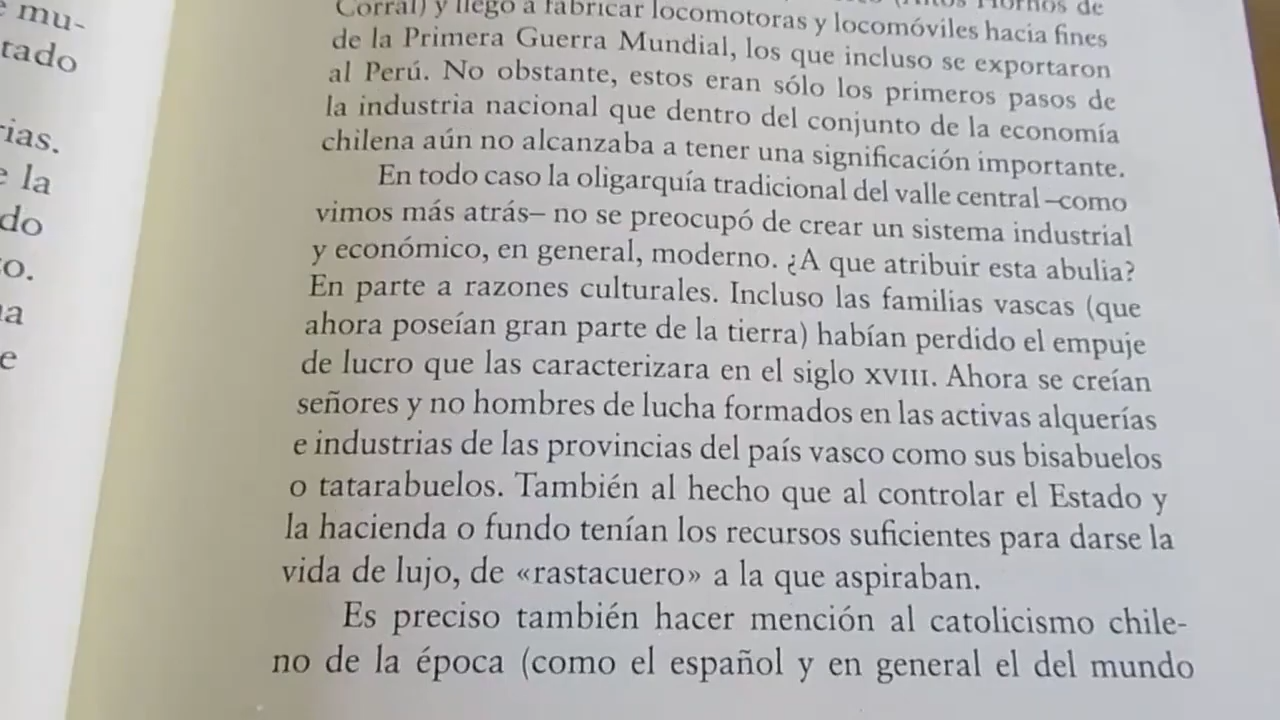 mu-
tado
rias.
la
do
o.
a
e
Hornos de
Corral) y llegó a fabricar locomotoras y locomóviles hacia fines
de la Primera Guerra Mundial, los que incluso se exportaron
al Perú. No obstante, estos eran sólo los primeros pasos de
la industria nacional que dentro del conjunto de la economía
chilena aún no alcanzaba a tener una significación importante.
En todo caso la oligarquía tradicional del valle central –como
vimos más atrás– no se preocupó de crear un sistema industrial
y económico, en general, moderno. ¿A que atribuir esta abulia?
En parte a razones culturales. Incluso las familias vascas (que
ahora poseían gran parte de la tierra) habían perdido el empuje
de lucro que las caracterizara en el siglo XVIII. Ahora se creían
señores y no hombres de lucha formados en las activas alquerías
e industrias de las provincias del país vasco como sus bisabuelos
o tatarabuelos. También al hecho que al controlar el Estado y
la hacienda o fundo tenían los recursos suficientes para darse la
vida de lujo, de «rastacuero» a la que aspiraban.
Es preciso también hacer mención al catolicismo chile-
no de la época (como el español y en general el del mundo